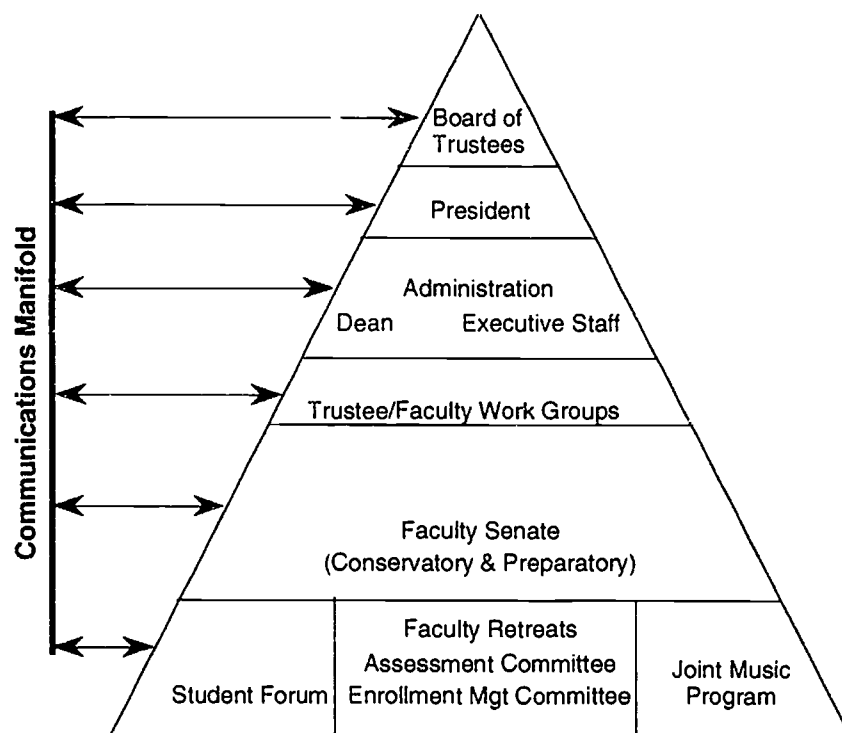 Communications Manifold
Board of
Trustees
President
Administration
Dean Executive Staff
Trustee/Faculty Work Groups
Faculty Senate
(Conservatory & Preparatory)
Student Forum
Faculty Retreats
Assessment Committee
Enrollment Mgt Committee
Joint Music
Program